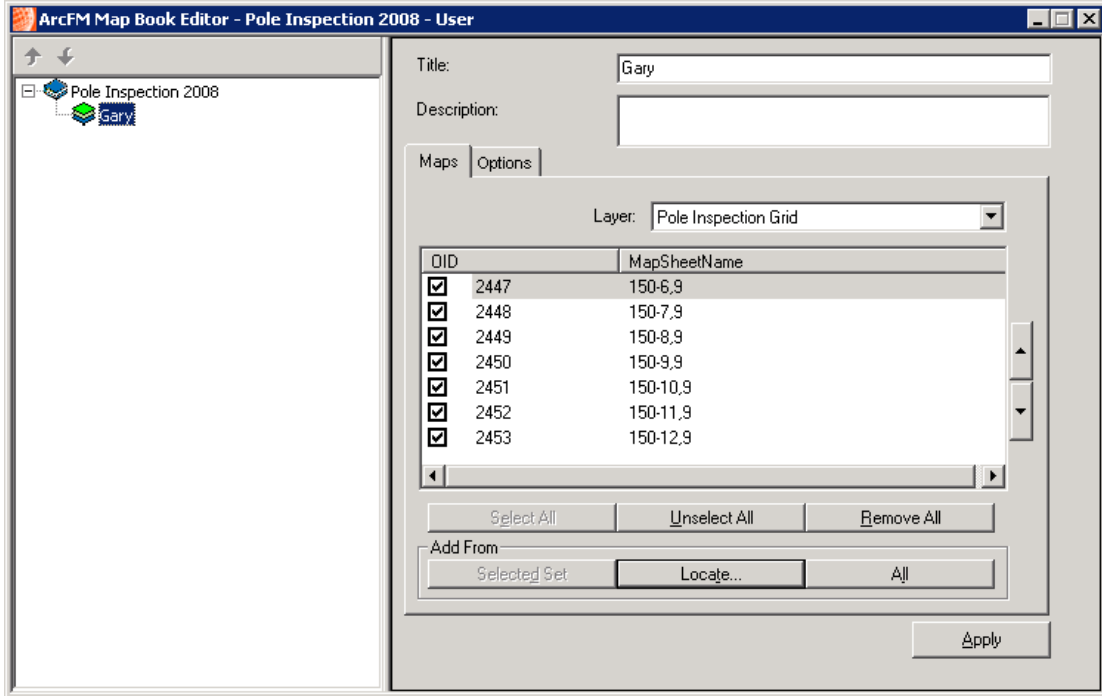 ArcFM Map Book Editor - Pole Inspection 2008 - User
Pole Inspection 2008
Gary
Title: Gary
Description:
Maps Options
Layer: Pole Inspection Grid
OID MapSheetName
2447 150-6,9
2448 150-7,9
2449 150-8,9
2450 150-9,9
2451 150-10,9
2452 150-11,9
2453 150-12,9
Select All Unselect All Remove All
Add From
Selected Set Locate... All
Apply